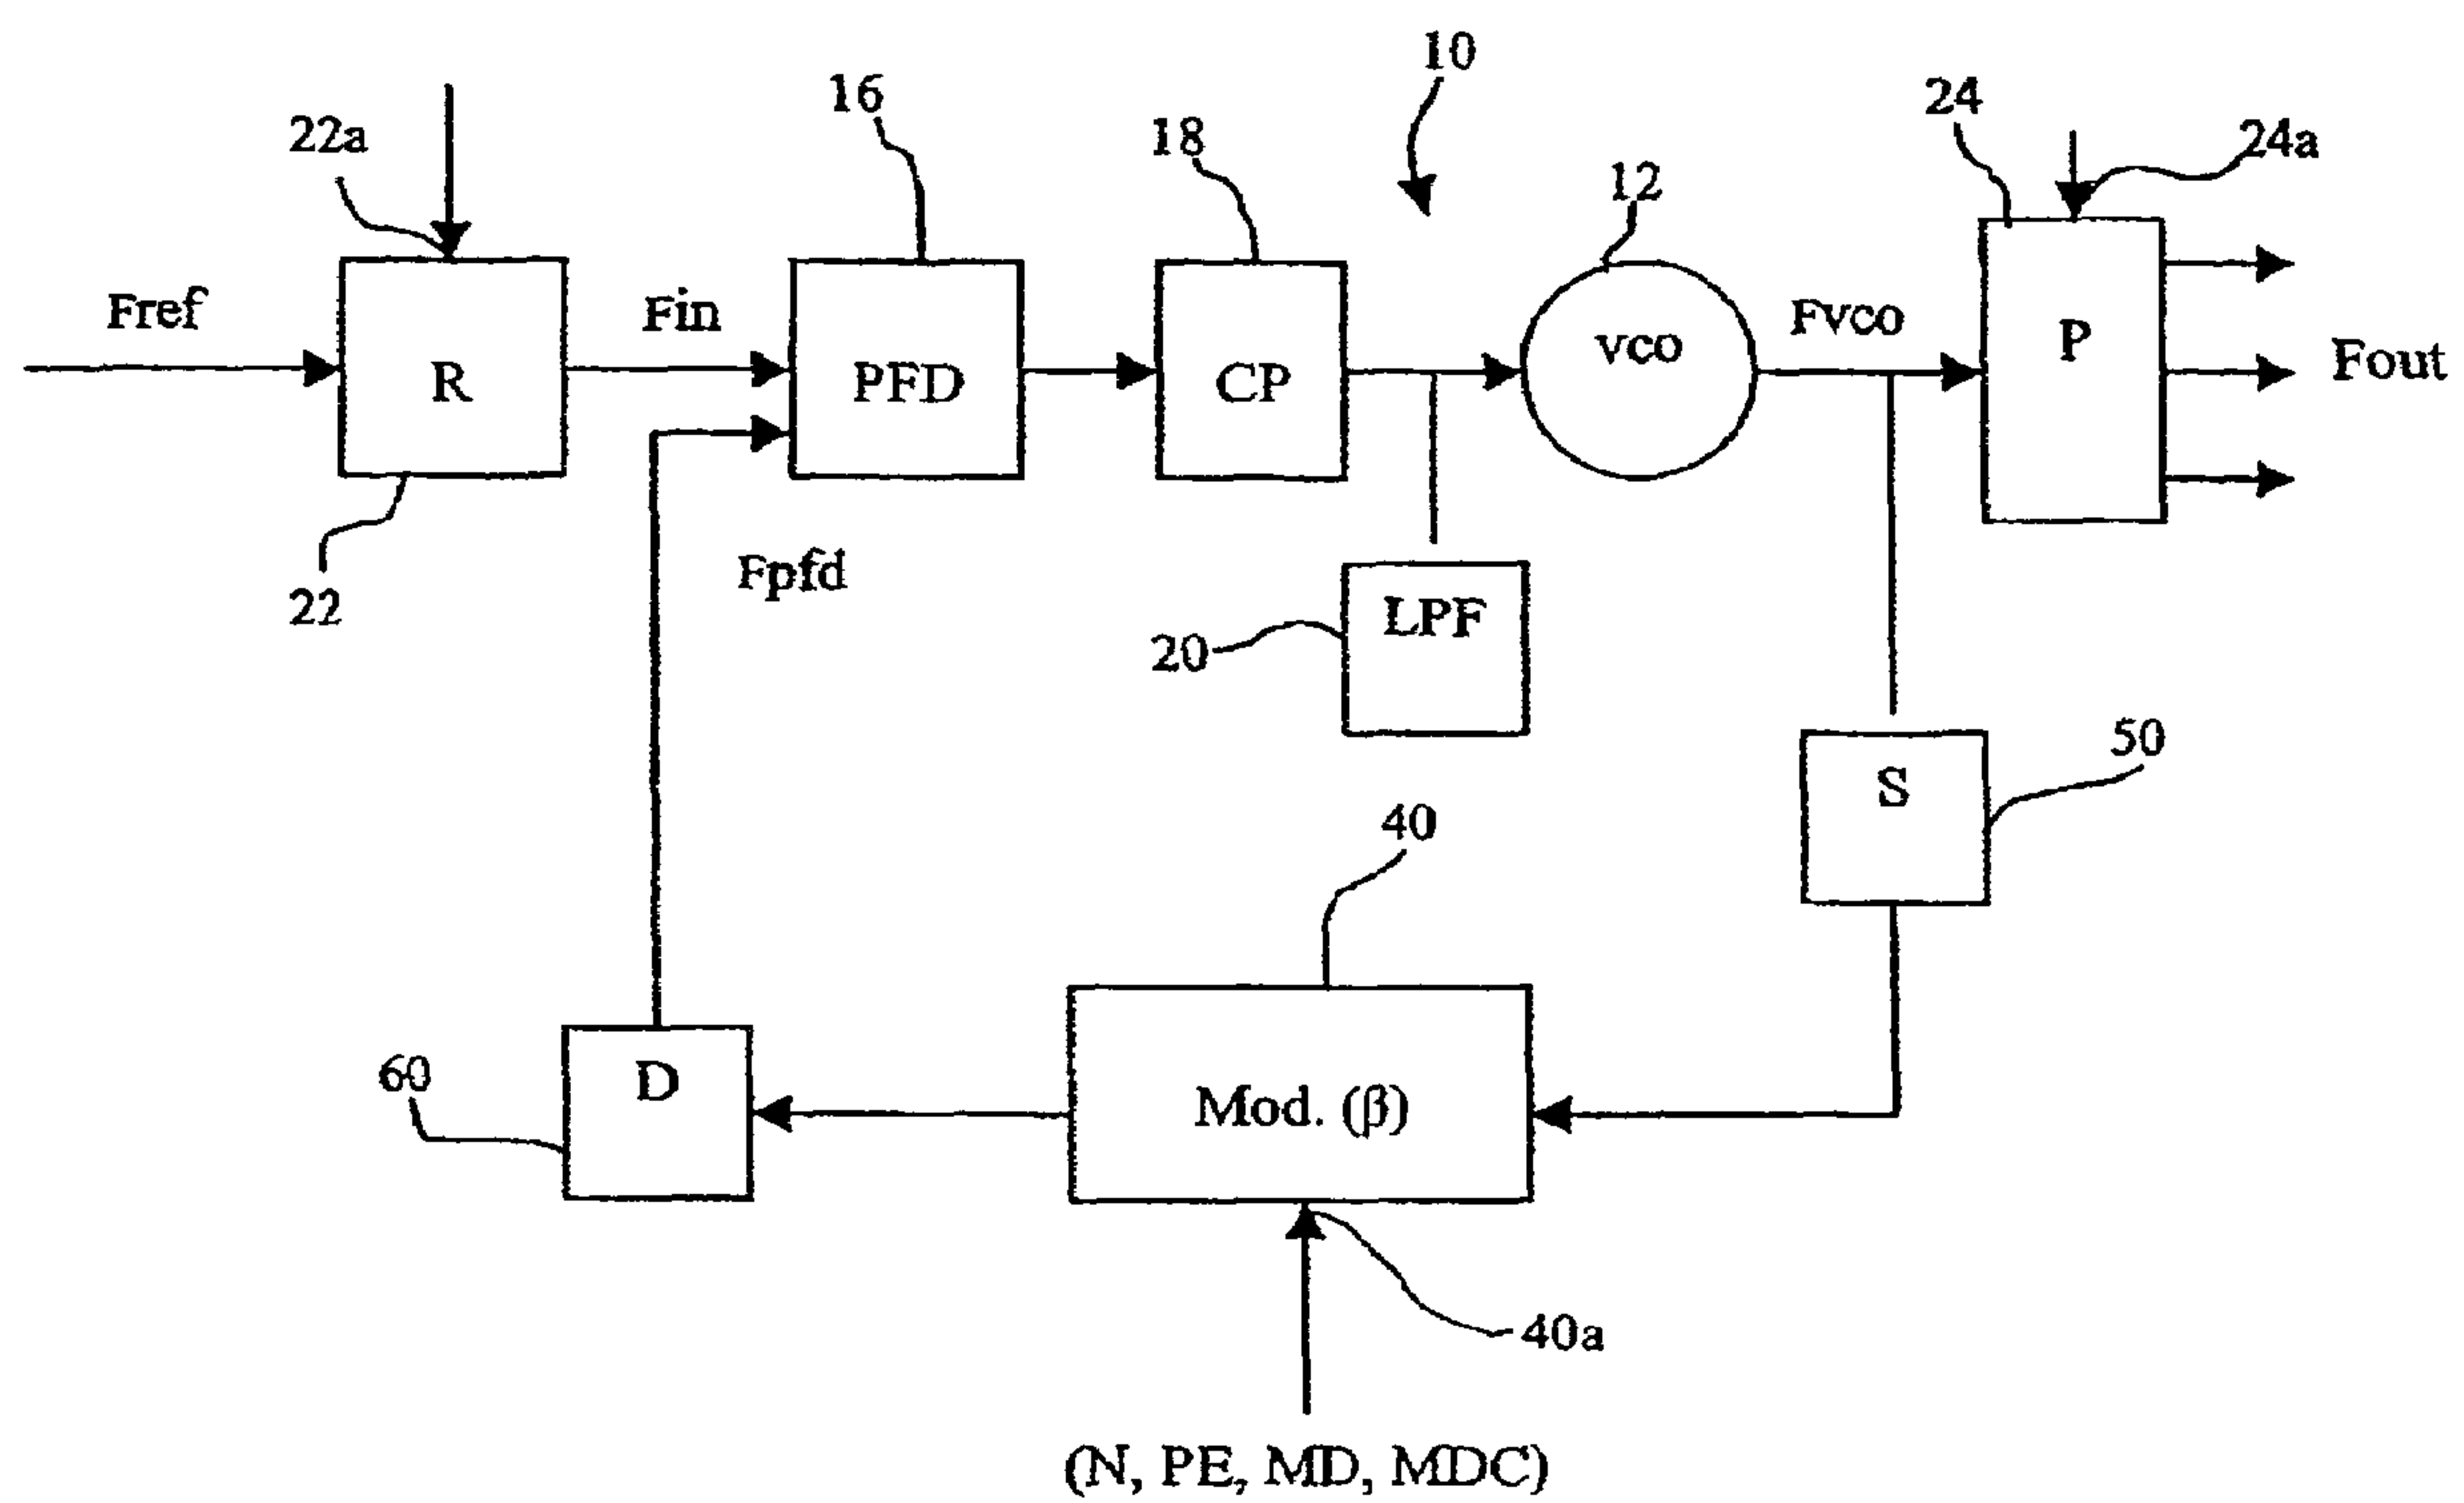 10
16
24
22a
18
24a
12
Fref
Fin
Fvco
R
PFD
CP
vco
P
Fout
Fpfd
22
LPF
20
50
S
40
60
D
Mod. (β)
40a
(N, PE, MD, MDC)